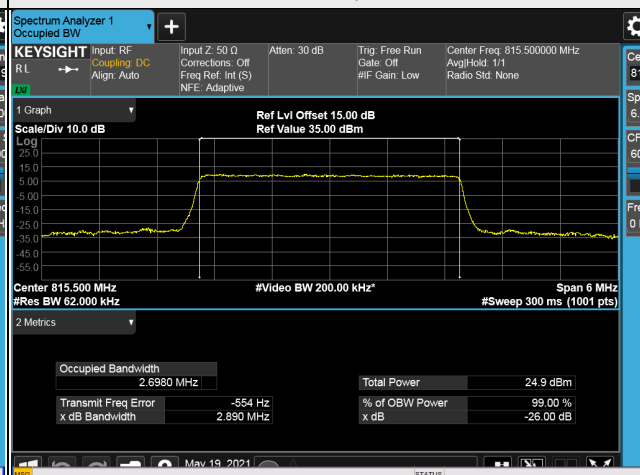 Spectrum Analyzer 1
Occupied BW
KEYSIGHT
R L
LXI
Input: RF
Coupling: DC
Align: Auto
Input Z: 50 Ω
Corrections: Off
Freq Ref: Int (S)
NFE: Adaptive
Atten: 30 dB
Trig: Free Run
Gate: Off
#IF Gain: Low
Center Freq: 815.500000 MHz
Avg|Hold: 1/1
Radio Std: None
1 Graph
Scale/Div 10.0 dB
Ref Lvl Offset 15.00 dB
Ref Value 35.00 dBm
Log
25.0
15.0
5.00
-5.00
-15.0
-25.0
-35.0
-45.0
-55.0
Center 815.500 MHz
#Res BW 62.000 kHz
#Video BW 200.00 kHz*
Span 6 MHz
#Sweep 300 ms (1001 pts)
2 Metrics
Occupied Bandwidth
2.6980 MHz
Transmit Freq Error -554 Hz
x dB Bandwidth 2.890 MHz
Total Power 24.9 dBm
% of OBW Power 99.00 %
x dB -26.00 dB
May 19, 2021
MSG
STATUS